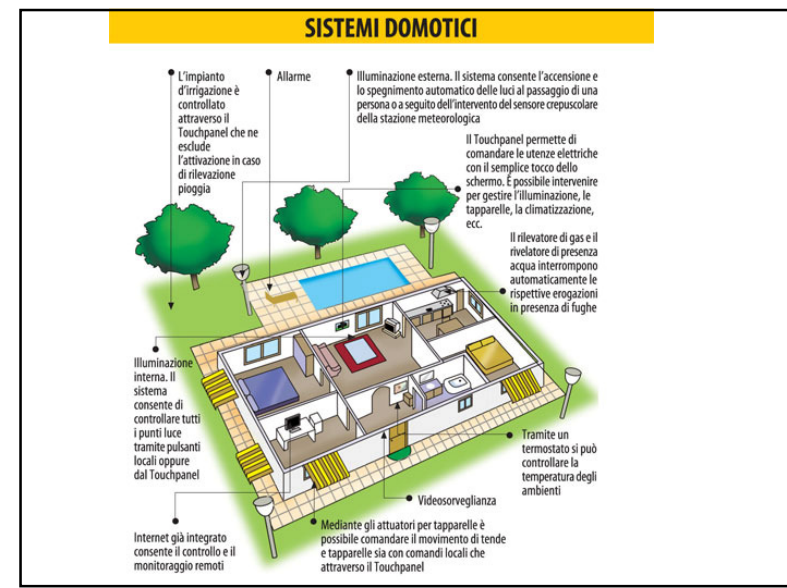 SISTEMI DOMOTICI
L'impianto
d'irrigazione è
controllato
attraverso il
Touchpanel che ne
esclude
l'attivazione in caso
di rilevazione
pioggia
Allarme
Illuminazione esterna. Il sistema consente l'accensione e
lo spegnimento automatico delle luci al passaggio di una
persona o a seguito dell'intervento del sensore crepuscolare
della stazione meteorologica
Il Touchpanel permette di
comandare le utenze elettriche
con il semplice tocco dello
schermo. È possibile intervenire
per gestire l'illuminazione, le
tapparelle, la climatizzazione,
ecc.
Il rilevatore di gas e il
rivelatore di presenza
acqua interrompono
automaticamente le
rispettive erogazioni
in presenza di fughe
Illuminazione
interna. Il
sistema
consente di
controllare tutti
i punti luce
tramite pulsanti
locali oppure
dal Touchpanel
Tramite un
termostato si può
controllare la
temperatura degli
ambienti
Videosorveglianza
Internet già integrato
consente il controllo e il
monitoraggio remoti
Mediante gli attuatori per tapparelle è
possibile comandare il movimento di tende
e tapparelle sia con comandi locali che
attraverso il Touchpanel